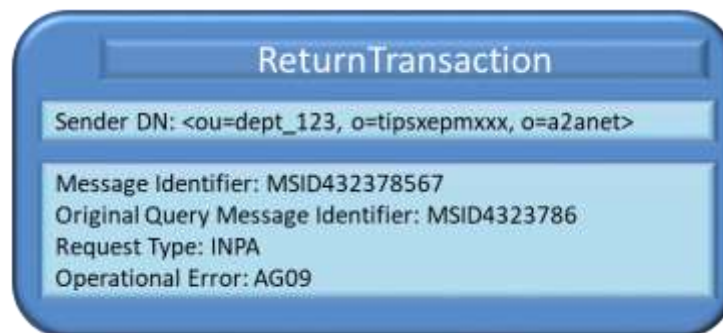 ReturnTransaction
Sender DN: <ou=dept_123, o=tipsxepmxxx, o=a2anet>
Message Identifier: MSID432378567
Original Query Message Identifier: MSID4323786
Request Type: INPA
Operational Error: AG09